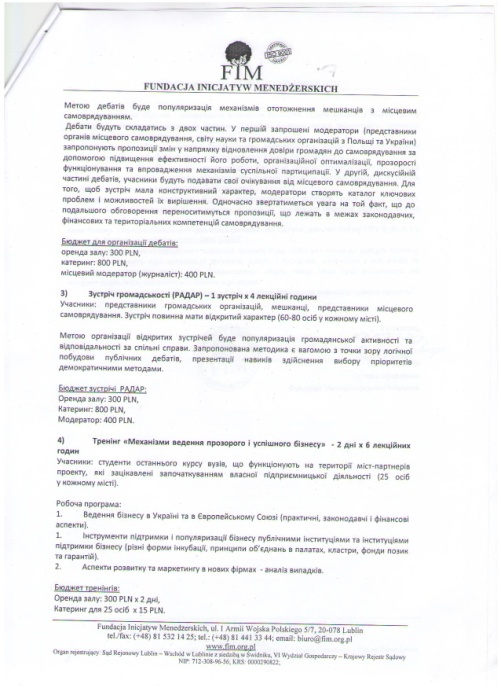 FIM
ISO 9001
FUNDACJA INICJATYW MENEDŻERSKICH
Метою дебатів буде популяризація механізмів ототожнення мешканців з місцевим
самоврядуванням.
Дебати будуть складатись з двох частин. У першій запрошені модератори (представники
органів місцевого самоврядування, світу науки та громадських організацій з Польщі та України)
запропонують пропозиції змін у напрямку відновлення довіри громадян до самоврядування за
допомогою підвищення ефективності його роботи, організаційної оптималізації, прозорості
функціонування та впровадження механізмів суспільної партиципації. У другій, дискусійній
частині дебатів, учасники будуть подавати свої очікування від місцевого самоврядування. Для
того, щоб зустріч мала конструктивний характер, модератори створять каталог ключових
проблем і можливостей їх вирішення. Одночасно звертатиметься увага на той факт, що до
подальшого обговорення переноситимуться пропозиції, що лежать в межах законодавчих,
фінансових та територіальних компетенцій самоврядування.
Бюджет для організації дебатів:
оренда залу: 300 PLN,
катеринг: 800 PLN,
місцевий модератор (журналіст): 400 PLN.
3) Зустріч громадськості (РАДАР) – 1 зустріч х 4 лекційні години
Учасники: представники громадських організацій, мешканці, представники місцевого
самоврядування. Зустріч повинна мати відкритий характер (60-80 осіб у кожному місті).
Метою організації відкритих зустрічей буде популяризація громадянської активності та
відповідальності за спільні справи. Запропонована методика є вагомою з точки зору логічної
побудови публічних дебатів, презентації навиків здійснення вибору пріоритетів
демократичними методами.
Бюджет зустрічі РАДАР:
Оренда залу: 300 PLN,
Катеринг: 800 PLN,
Модератор: 400 PLN.
4) Тренінг «Механізми ведення прозорого і успішного бізнесу» - 2 дні х 6 лекційних
годин
Учасники: студенти останнього курсу вузів, що функціонують на території міст-партнерів
проекту, які зацікавлені започаткуванням власної підприємницької діяльності (25 осіб
у кожному місті).
Робоча програма:
1. Ведення бізнесу в Україні та в Європейському Союзі (практичні, законодавчі і фінансові
аспекти).
1. Інструменти підтримки і популяризації бізнесу публічними інституціями та інституціями
підтримки бізнесу (різні форми інкубації, принципи об'єднань в палатах, кластри, фонди позик
та гарантій).
2. Аспекти розвитку та маркетингу в нових фірмах - аналіз випадків.
Бюджет тренінгів:
Оренда залу: 300 PLN х 2 дні,
Катеринг для 25 осіб х 15 PLN.
Fundacja Inicjatyw Menedżerskich, ul. I Armii Wojska Polskiego 5/7, 20-078 Lublin
tel./fax: (+48) 81 532 14 25; tel.: (+48) 81 441 33 44; email: biuro@fim.org.pl
www.fim.org.pl
Organ rejestrujący: Sąd Rejonowy Lublin – Wschód w Lublinie z siedzibą w Świdniku, VI Wydział Gospodarczy – Krajowy Rejestr Sądowy
NIP: 712-308-96-56, KRS: 0000290822,